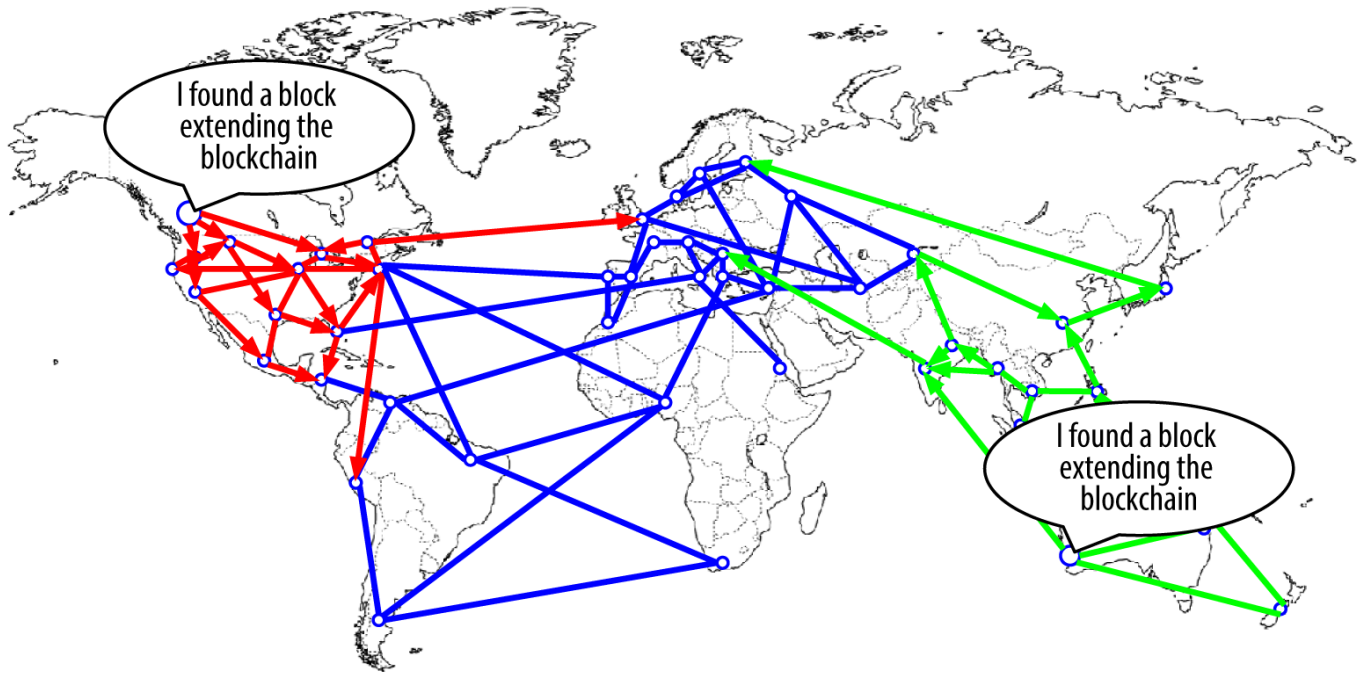 I found a block
extending the
blockchain
I found a block
extending the
blockchain